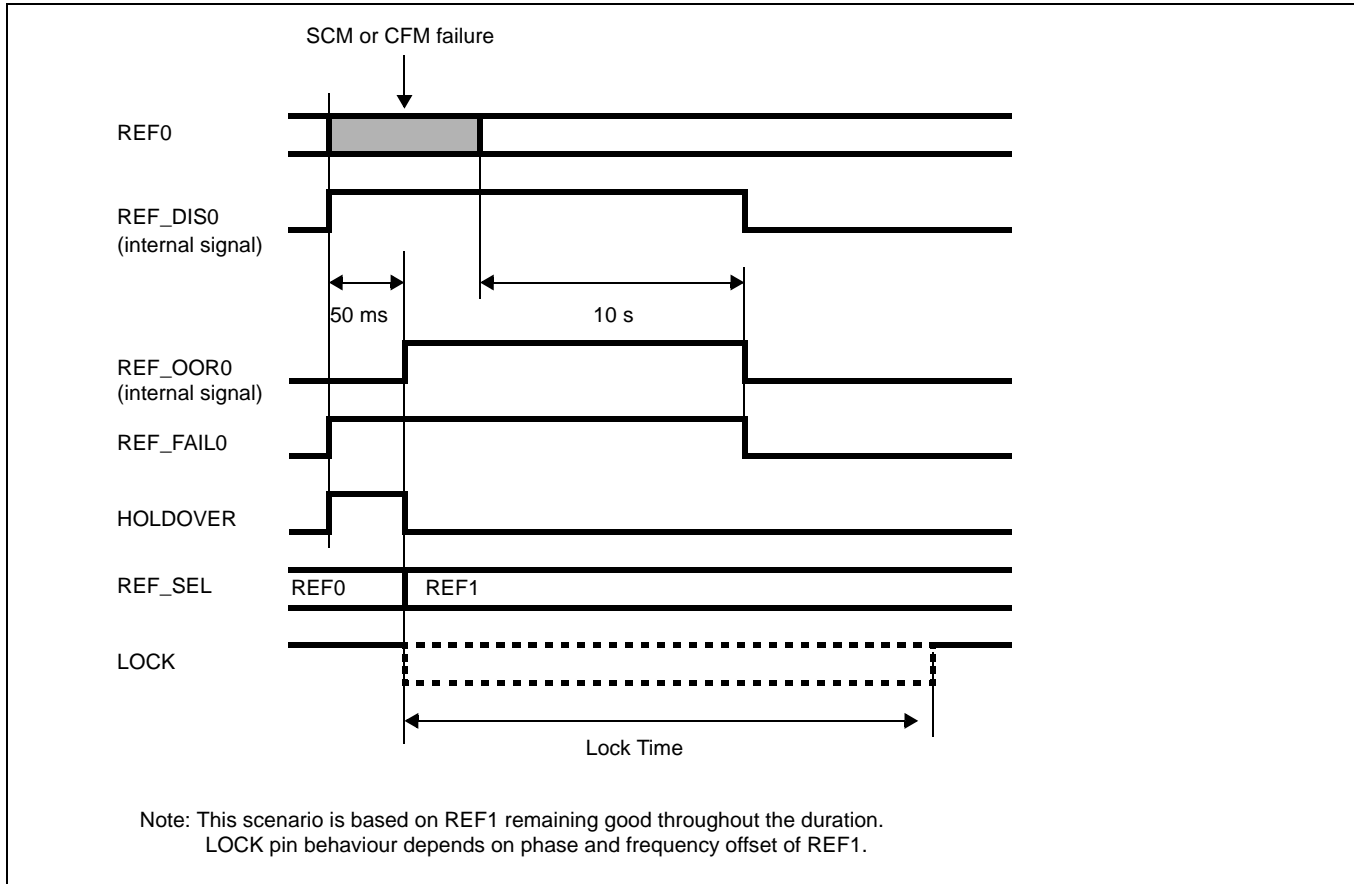 SCM or CFM failure
REF0
REF_DIS0
(internal signal)
50 ms
10 s
REF_OOR0
(internal signal)
REF_FAIL0
HOLDOVER
REF_SEL
REF0
REF1
LOCK
Lock Time
Note: This scenario is based on REF1 remaining good throughout the duration.
LOCK pin behaviour depends on phase and frequency offset of REF1.